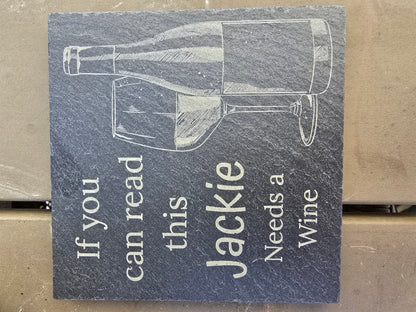 If you
can read
this
Jackie
Needs a
Wine